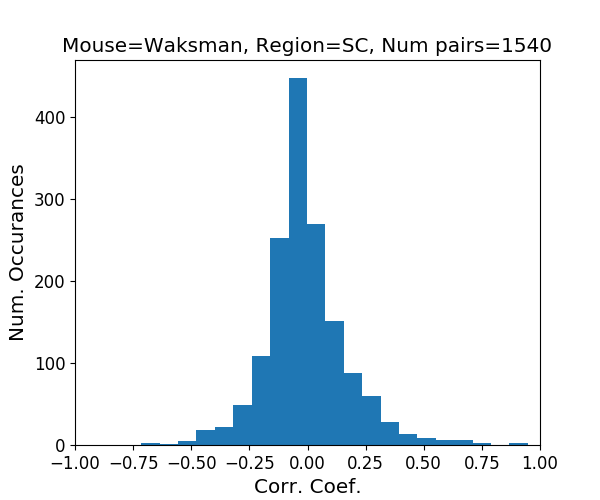 Mouse=Waksman, Region=SC, Num pairs=1540
Num. Occurances
400
300
200
100
0
−1.00 −0.75 −0.50 −0.25 0.00 0.25 0.50 0.75 1.00
Corr. Coef.